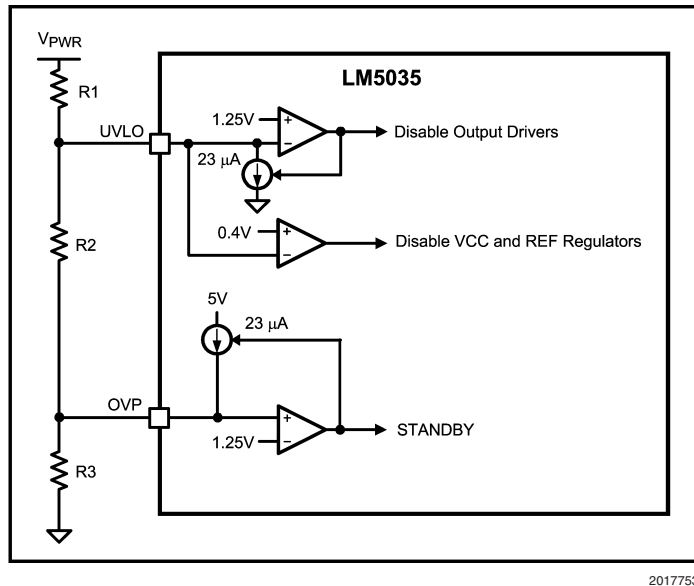 VPWR
R1
LM5035
UVLO
1.25V
+
−
Disable Output Drivers
23 μA
0.4V
+
−
Disable VCC and REF Regulators
R2
5V
23 μA
OVP
+
1.25V
−
STANDBY
R3
2017753